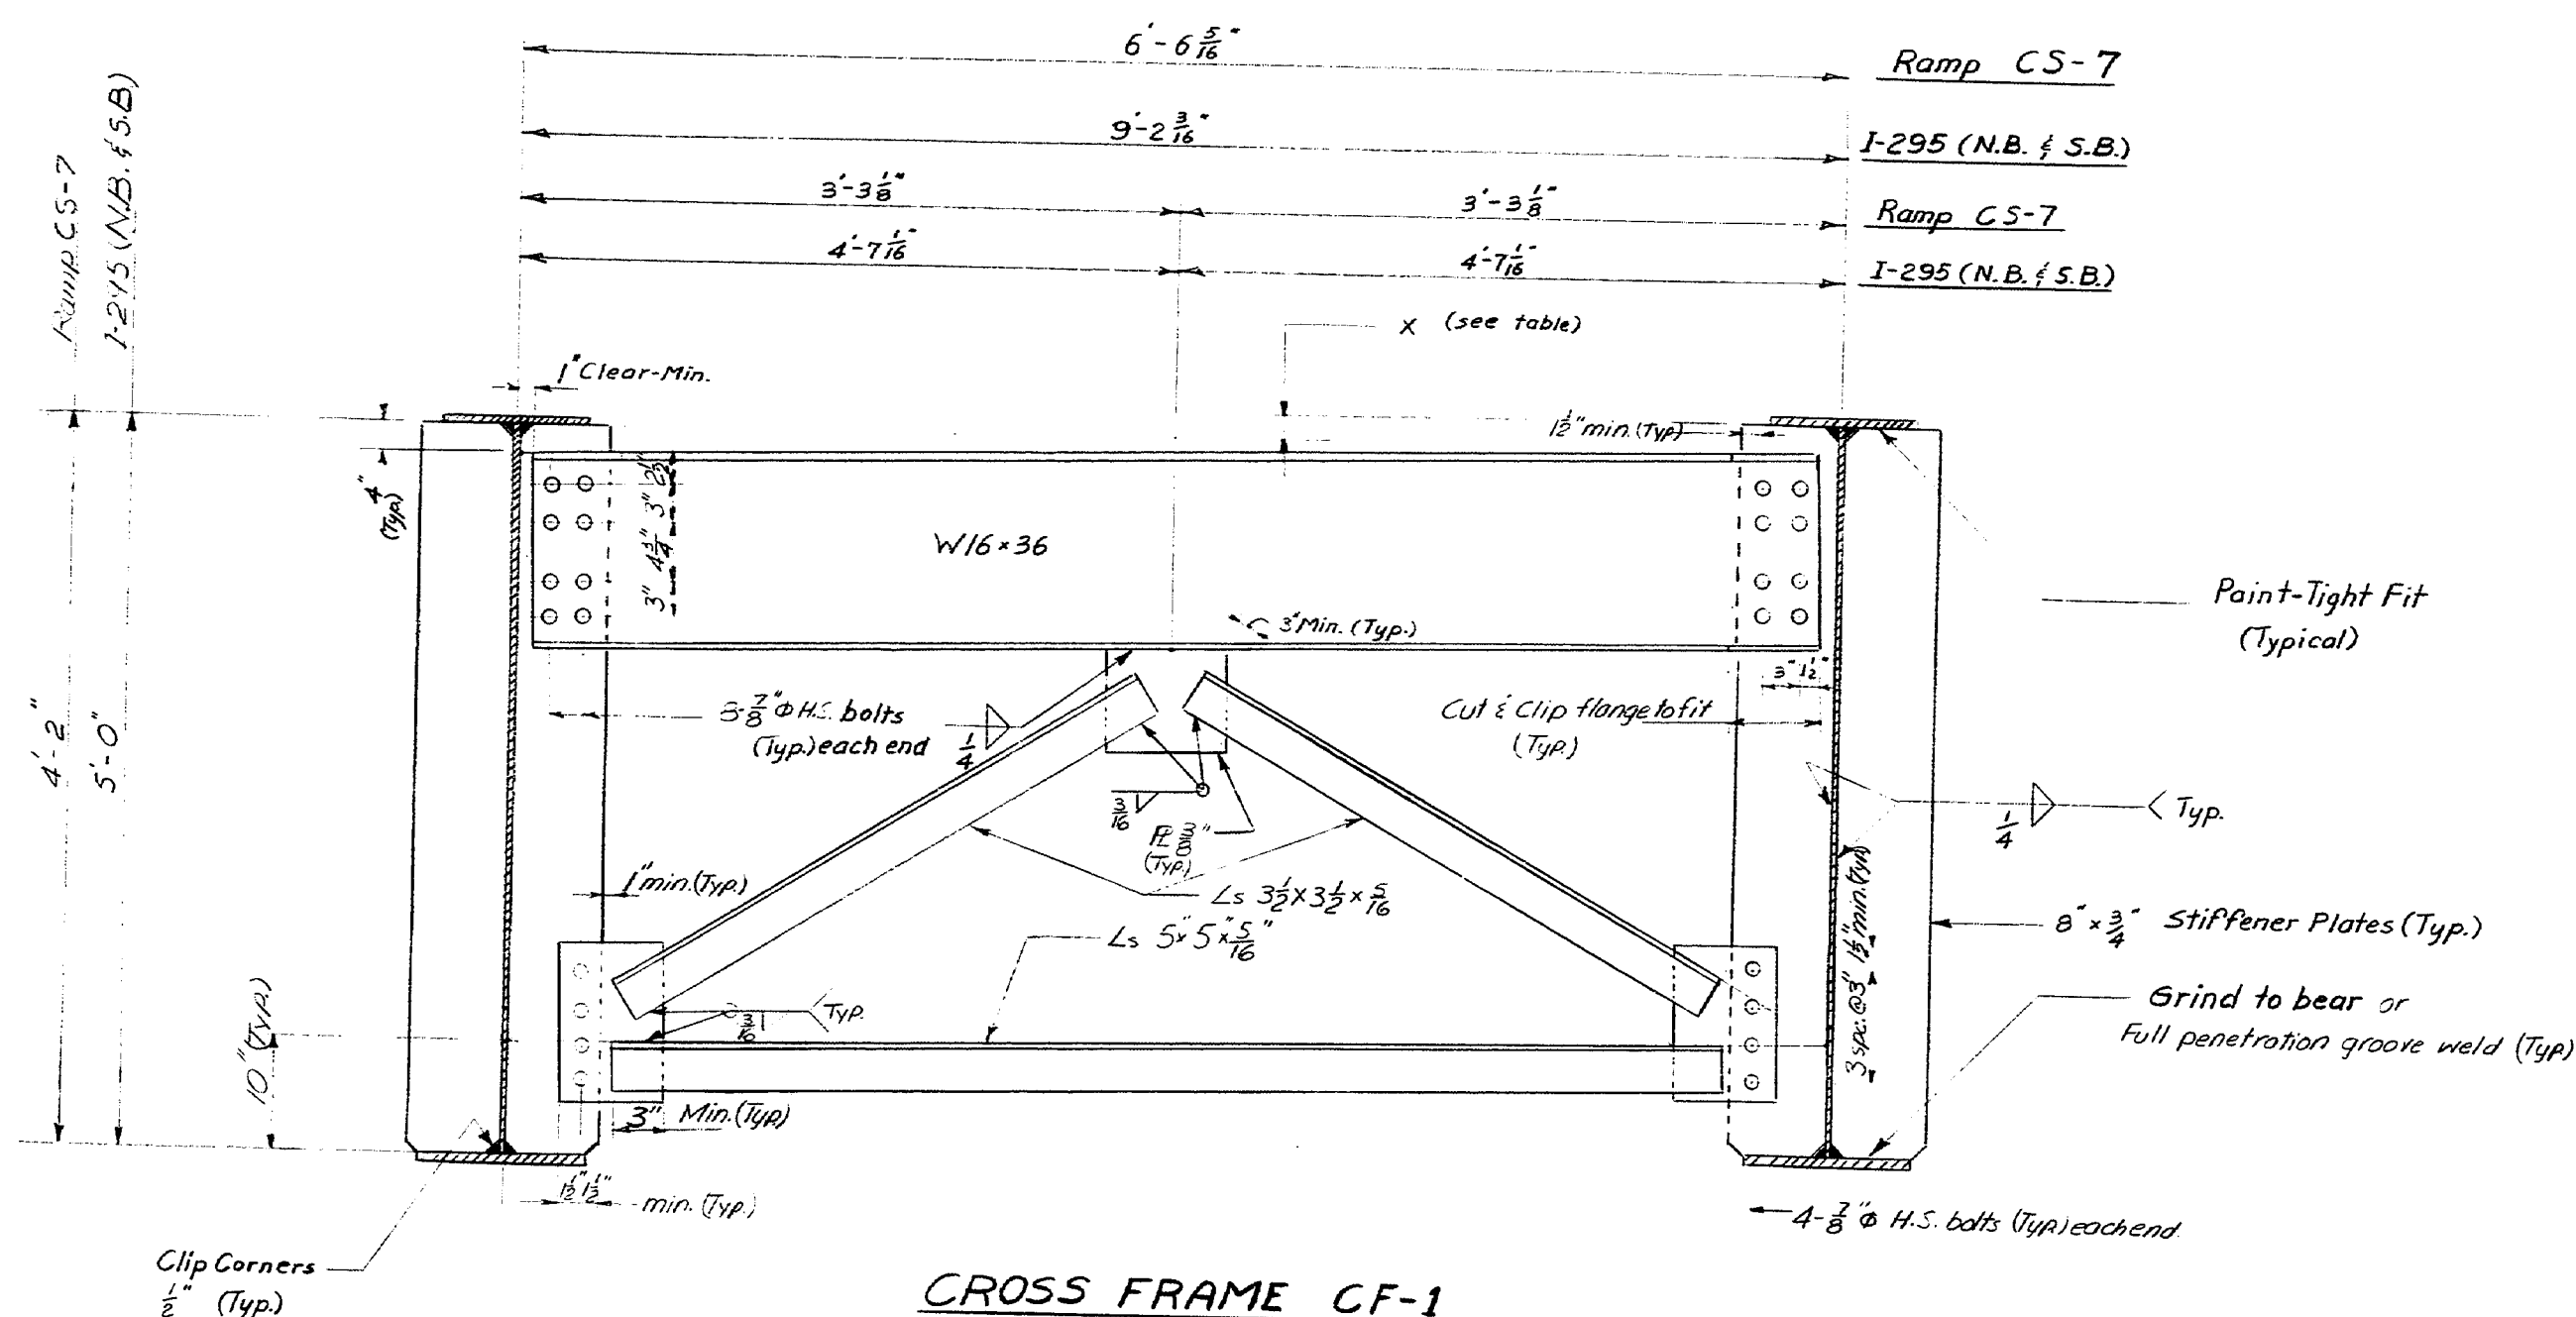 6'-6 5/16"
Ramp CS-7
9'-2 3/16"
I-295 (N.B. & S.B.)
3'-3 1/8"
3'-3 1/8"
Ramp CS-7
4'-7 1/16"
4'-7 1/16"
I-295 (N.B. & S.B.)
Ramp CS-7
I-295 (N.B. & S.B)
X (see table)
1" Clear-Min.
1 1/2" min. (Typ)
4"
(Typ.)
2 1/2"
3"
4 3/4"
3"
W16×36
3" Min. (Typ.)
Paint-Tight Fit
(Typical)
3" 1 1/2"
8-7/8" Φ H.S. bolts
(Typ.) each end
1/4
Cut & Clip flange to fit
(Typ.)
4'-2"
5'-0"
3/16
PL 3/8"
(Typ.)
1/4
Typ.
1" min. (Typ.)
Ls 3 1/2 × 3 1/2 × 5/16
Ls 5" × 5" × 5/16"
1 1/2" min. (Typ)
8" × 3/4" Stiffener Plates (Typ.)
3 spc. @ 3"
Grind to bear or
Full penetration groove weld (Typ)
3/16
Typ.
10" (Typ.)
3" Min. (Typ)
1 1/2" 1 1/2"
min. (Typ.)
4-7/8" Φ H.S. bolts (Typ.) each end.
Clip Corners
1/2" (Typ.)
CROSS FRAME CF-1